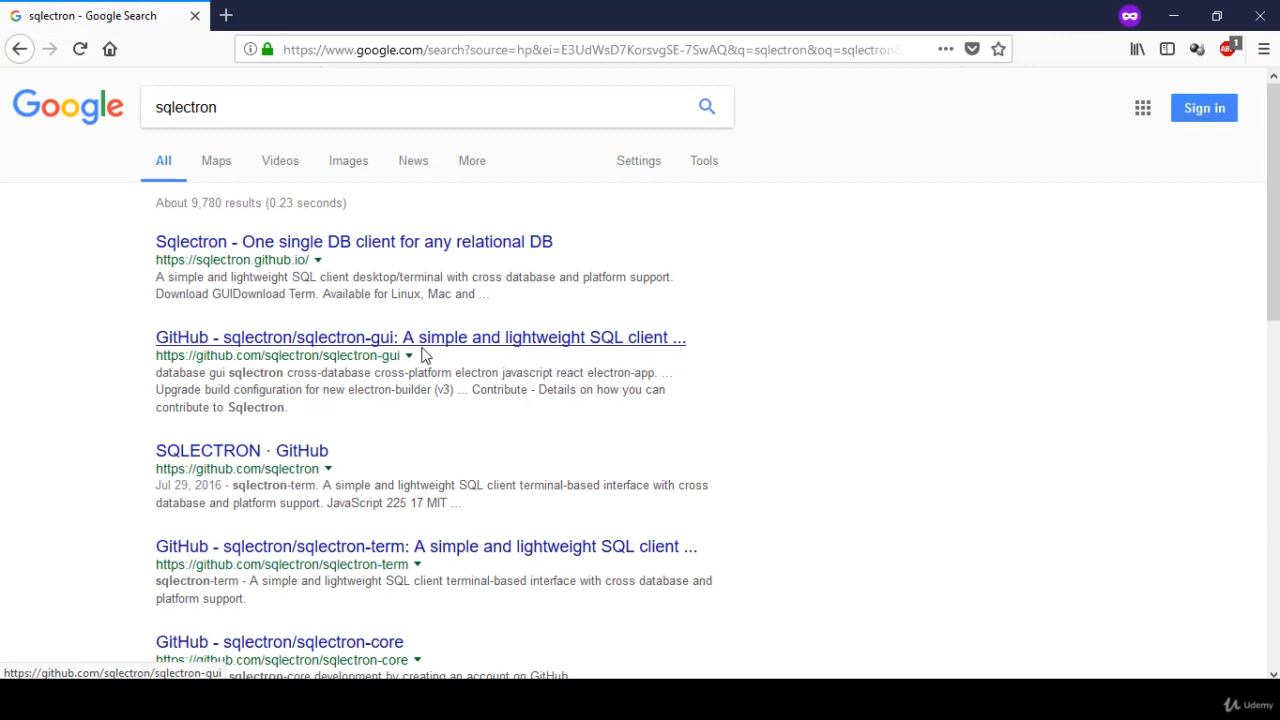 sqlectron - Google Search
https://www.google.com/search?source=hp&ei=E3UdWsD7KorsvgSE-7SwAQ&q=sqlectron&oq=sqlectron&
1
Google
sqlectron
Sign in
All
Maps
Videos
Images
News
More
Settings
Tools
About 9,780 results (0.23 seconds)
Sqlectron - One single DB client for any relational DB
https://sqlectron.github.io/
A simple and lightweight SQL client desktop/terminal with cross database and platform support.
Download GUIDownload Term. Available for Linux, Mac and ...
GitHub - sqlectron/sqlectron-gui: A simple and lightweight SQL client ...
https://github.com/sqlectron/sqlectron-gui
database gui sqlectron cross-database cross-platform electron javascript react electron-app. ...
Upgrade build configuration for new electron-builder (v3) ... Contribute - Details on how you can
contribute to Sqlectron.
SQLECTRON · GitHub
https://github.com/sqlectron
Jul 29, 2016 - sqlectron-term. A simple and lightweight SQL client terminal-based interface with cross
database and platform support. JavaScript 225 17 MIT ...
GitHub - sqlectron/sqlectron-term: A simple and lightweight SQL client ...
https://github.com/sqlectron/sqlectron-term
sqlectron-term - A simple and lightweight SQL client terminal-based interface with cross database and
platform support.
GitHub - sqlectron/sqlectron-core
https://github.com/sqlectron/sqlectron-core
sqlectron-core development by creating an account on GitHub.
https://github.com/sqlectron/sqlectron-gui
Udemy